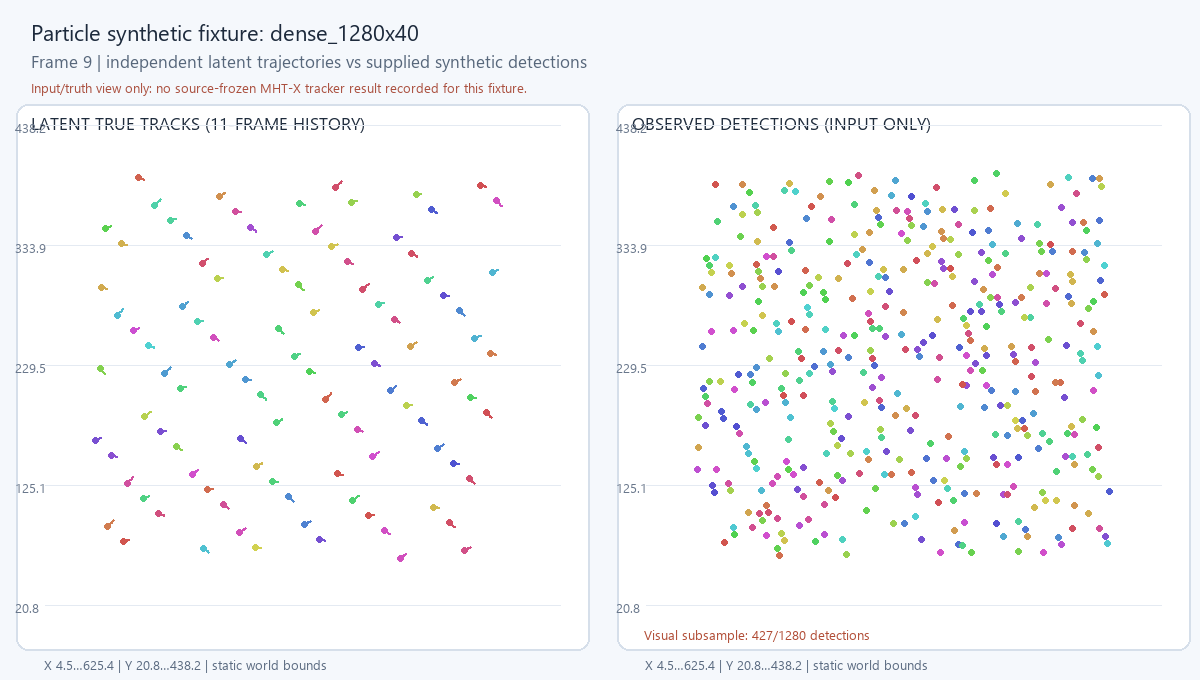 Particle synthetic fixture: dense_1280x40
Frame 9 | independent latent trajectories vs supplied synthetic detections
Input/truth view only: no source-frozen MHT-X tracker result recorded for this fixture.
LATENT TRUE TRACKS (11-FRAME HISTORY)
438.2
333.9
229.5
125.1
20.8
X 4.5...625.4 | Y 20.8...438.2 | static world bounds
OBSERVED DETECTIONS (INPUT ONLY)
438.2
333.9
229.5
125.1
20.8
Visual subsample: 427/1280 detections
X 4.5...625.4 | Y 20.8...438.2 | static world bounds